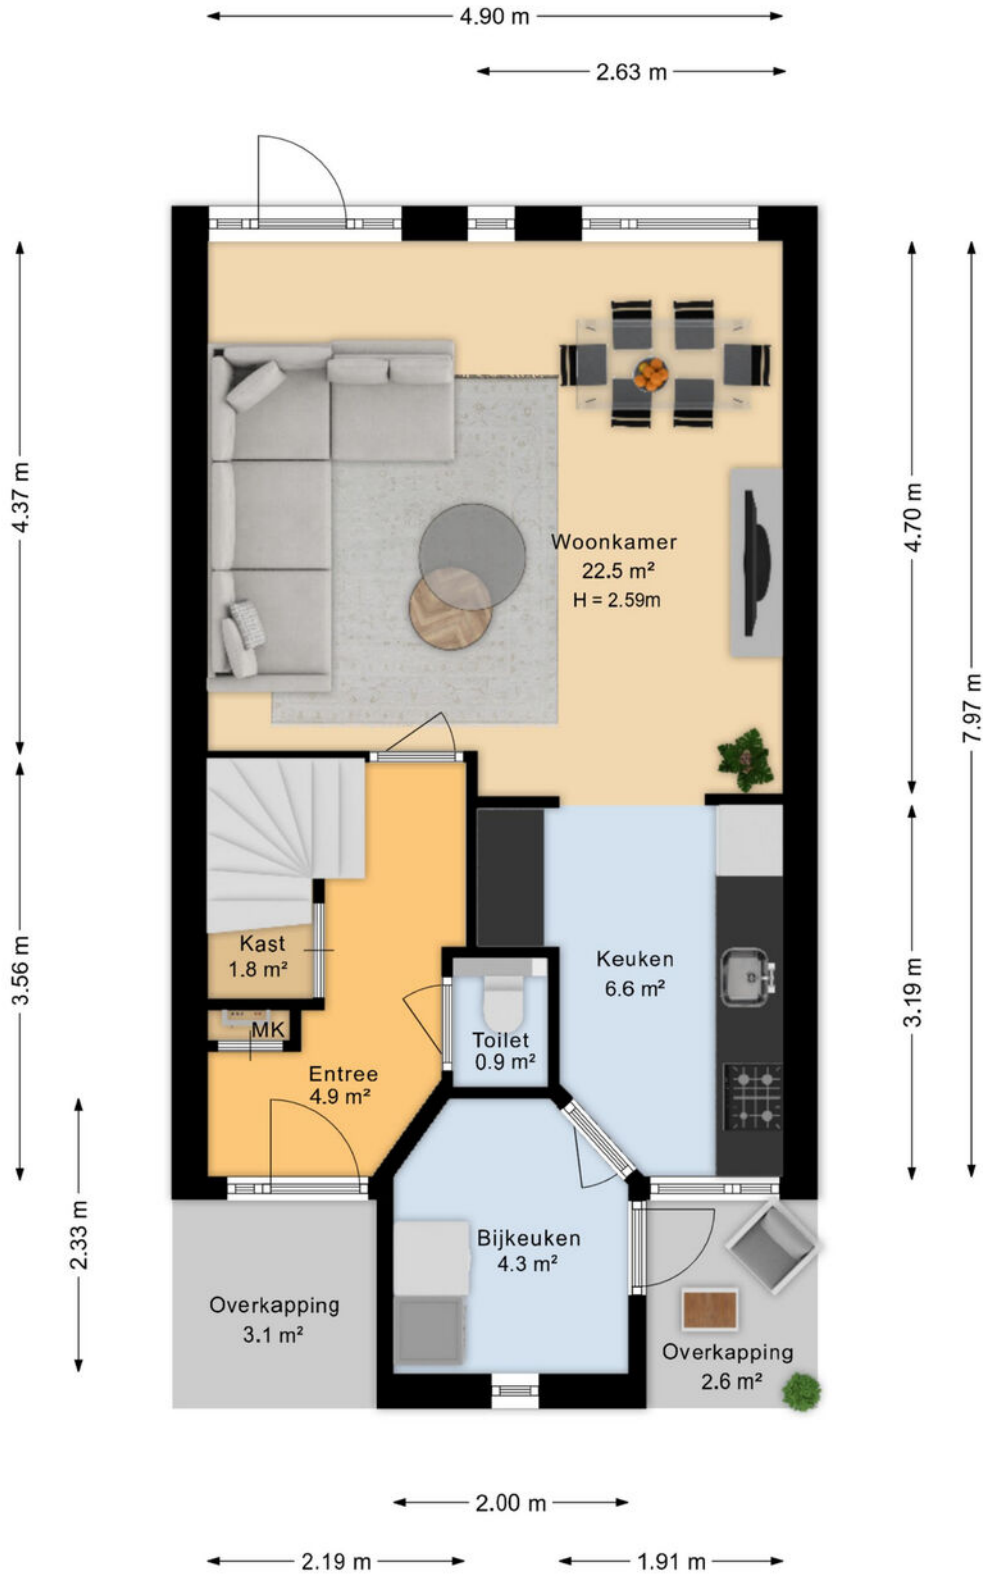 4.90 m
2.63 m
4.37 m
4.70 m
Woonkamer
22.5 m²
H = 2.59m
7.97 m
3.56 m
Kast
1.8 m²
MK
Keuken
6.6 m²
3.19 m
Toilet
0.9 m²
Entree
4.9 m²
2.33 m
Bijkeuken
4.3 m²
Overkapping
3.1 m²
Overkapping
2.6 m²
2.00 m
2.19 m
1.91 m